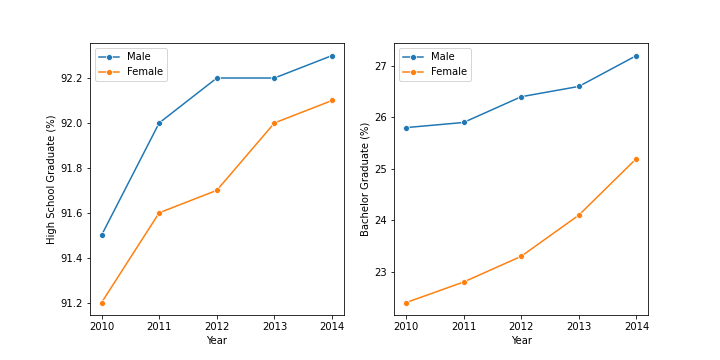 Male
Female
High School Graduate (%)
92.2
92.0
91.8
91.6
91.4
91.2
2010 2011 2012 2013 2014
Year
Male
Female
Bachelor Graduate (%)
27
26
25
24
23
2010 2011 2012 2013 2014
Year